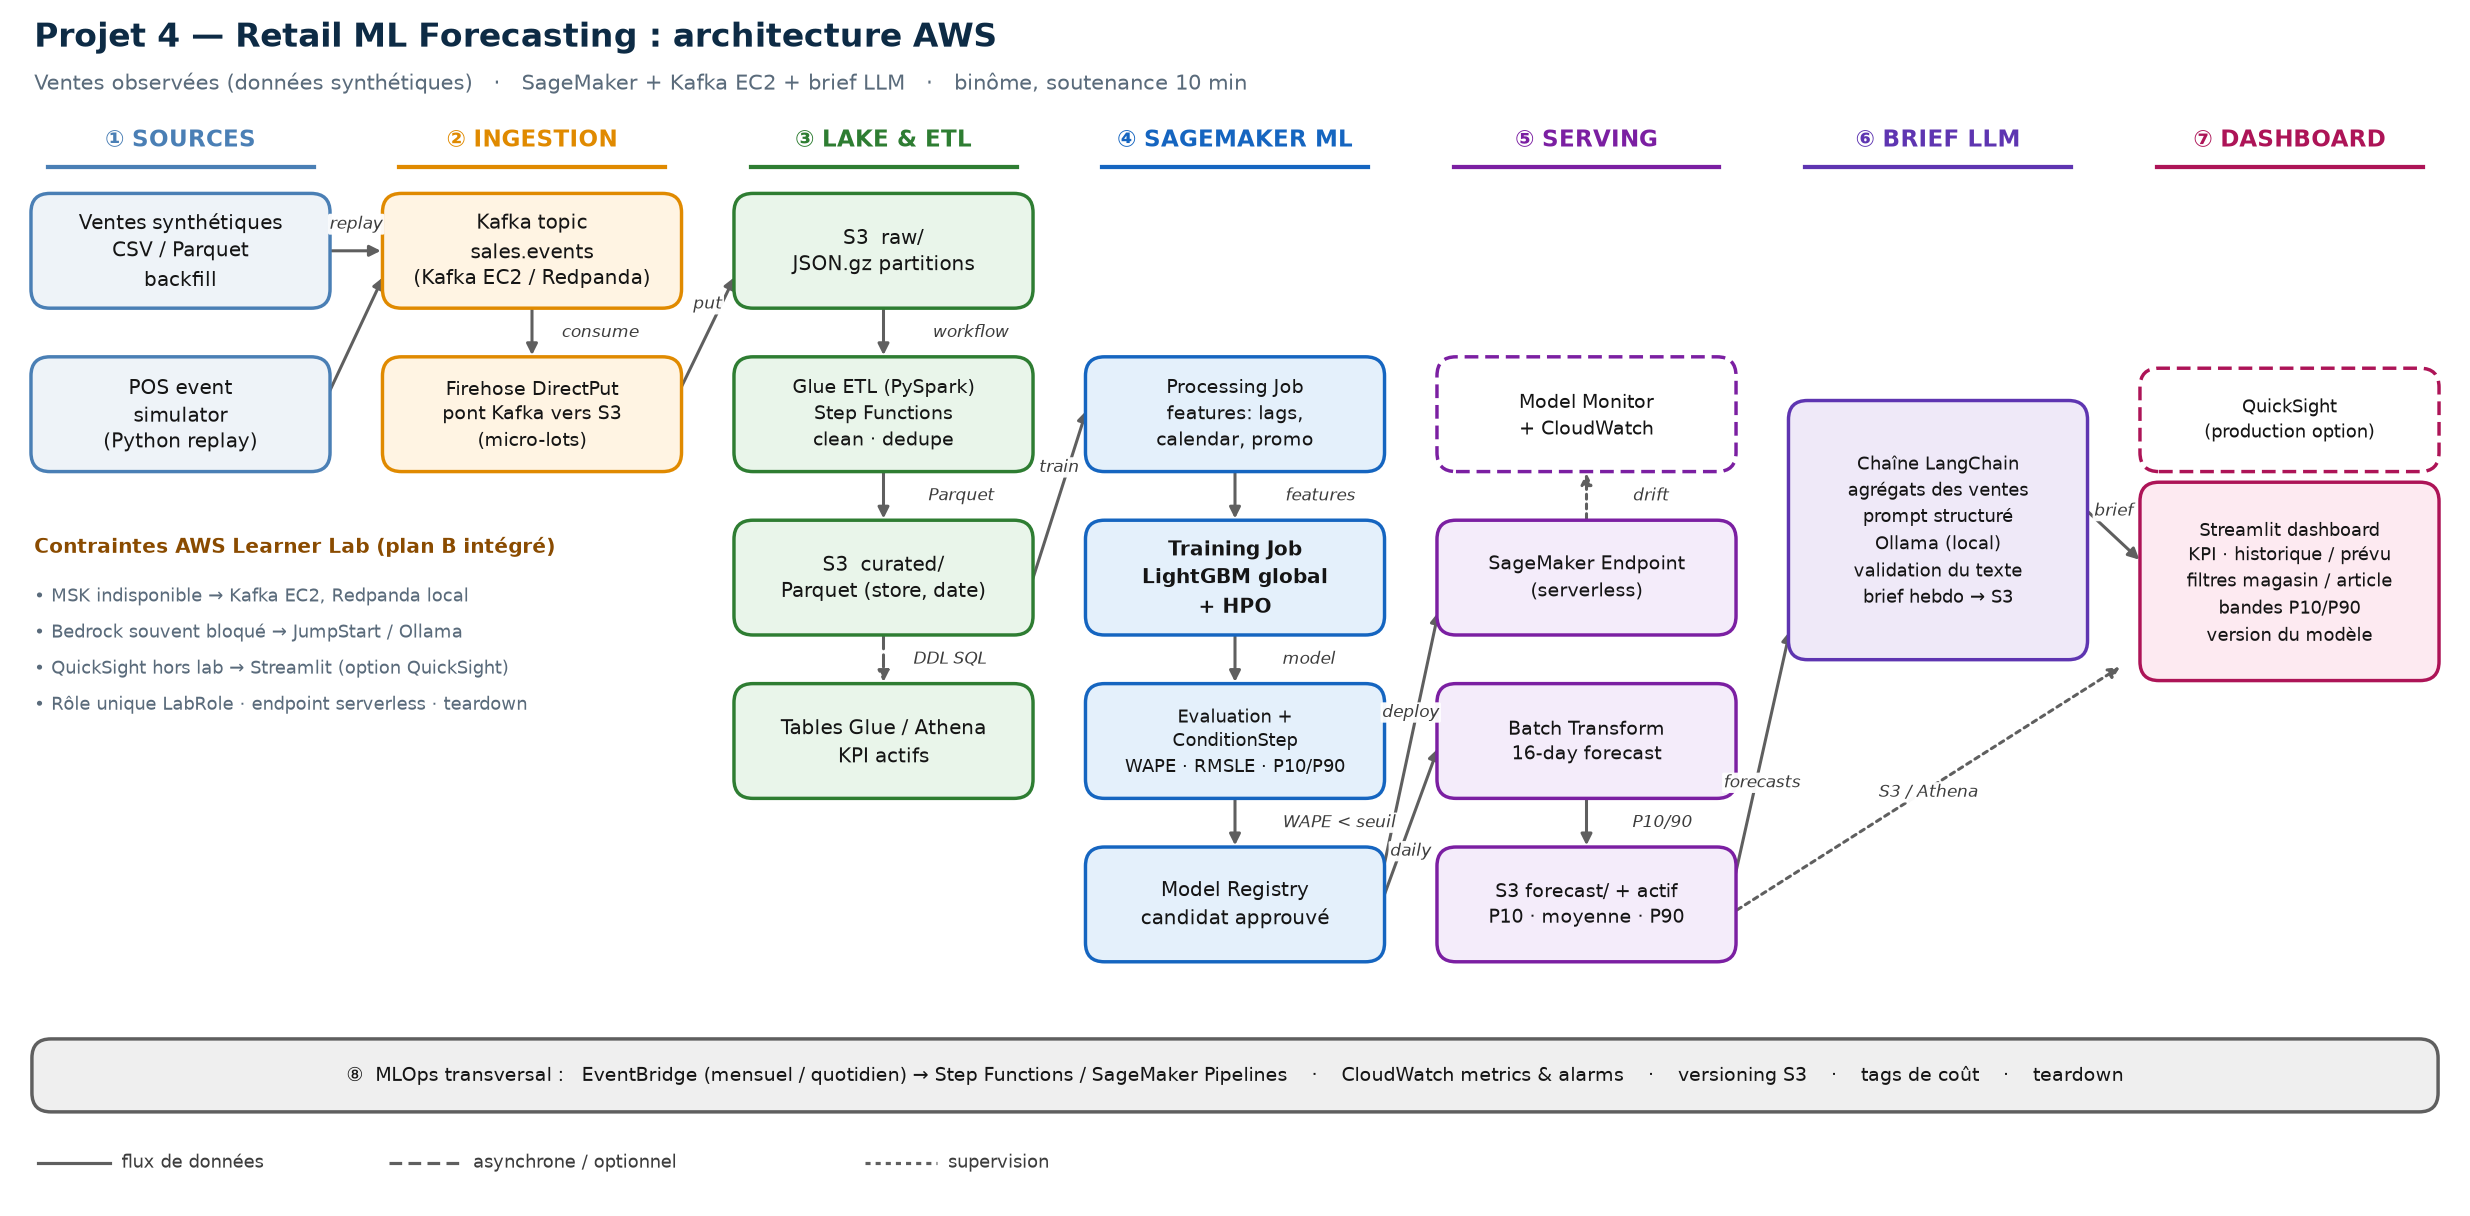 Projet 4 — Retail ML Forecasting : architecture AWS
Ventes observées (données synthétiques) · SageMaker + Kafka EC2 + brief LLM · binôme, soutenance 10 min
① SOURCES
Ventes synthétiques
CSV / Parquet
backfill
replay
POS event
simulator
(Python replay)
② INGESTION
Kafka topic
sales.events
(Kafka EC2 / Redpanda)
consume
Firehose DirectPut
pont Kafka vers S3
(micro-lots)
put
③ LAKE & ETL
S3 raw/
JSON.gz partitions
workflow
Glue ETL (PySpark)
Step Functions
clean · dedupe
Parquet
S3 curated/
Parquet (store, date)
DDL SQL
Tables Glue / Athena
KPI actifs
train
④ SAGEMAKER ML
Processing Job
features: lags,
calendar, promo
features
Training Job
LightGBM global
+ HPO
model
Evaluation +
ConditionStep
WAPE · RMSLE · P10/P90
WAPE < seuil
Model Registry
candidat approuvé
deploy
daily
⑤ SERVING
Model Monitor
+ CloudWatch
drift
SageMaker Endpoint
(serverless)
Batch Transform
16-day forecast
P10/90
S3 forecast/ + actif
P10 · moyenne · P90
forecasts
S3 / Athena
⑥ BRIEF LLM
Chaîne LangChain
agrégats des ventes
prompt structuré
Ollama (local)
validation du texte
brief hebdo → S3
brief
⑦ DASHBOARD
QuickSight
(production option)
Streamlit dashboard
KPI · historique / prévu
filtres magasin / article
bandes P10/P90
version du modèle
Contraintes AWS Learner Lab (plan B intégré)
• MSK indisponible → Kafka EC2, Redpanda local
• Bedrock souvent bloqué → JumpStart / Ollama
• QuickSight hors lab → Streamlit (option QuickSight)
• Rôle unique LabRole · endpoint serverless · teardown
⑧ MLOps transversal : EventBridge (mensuel / quotidien) → Step Functions / SageMaker Pipelines · CloudWatch metrics & alarms · versioning S3 · tags de coût · teardown
flux de données
asynchrone / optionnel
supervision